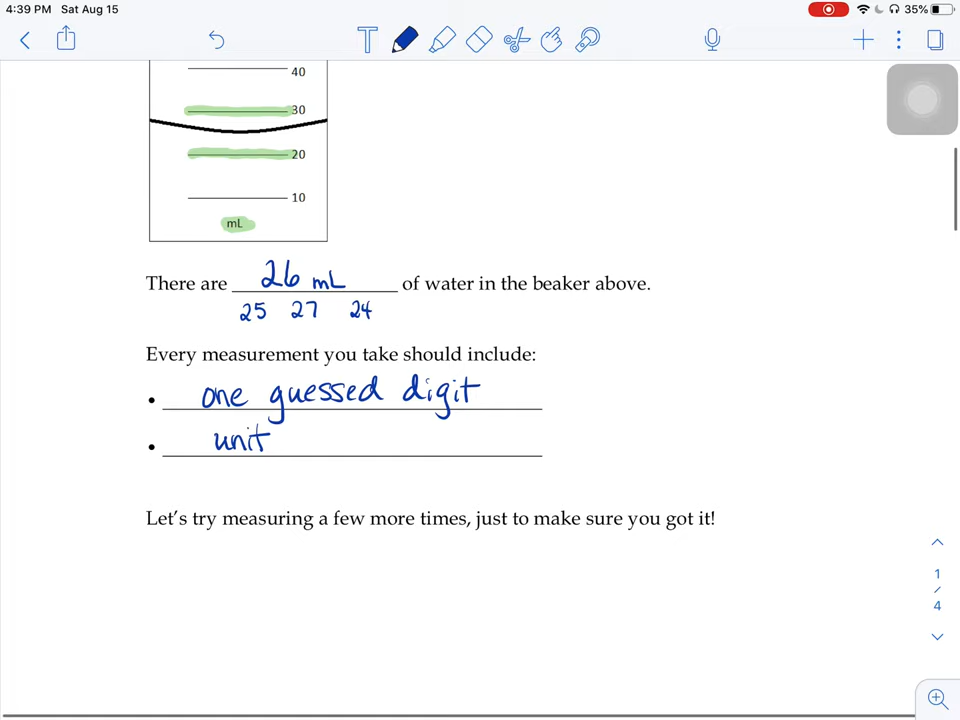 4:39 PM Sat Aug 15
35%
40
30
20
10
mL
There are 26 mL of water in the beaker above.
25 27 24
Every measurement you take should include:
• one guessed digit
• unit
Let's try measuring a few more times, just to make sure you got it!
1
/
4